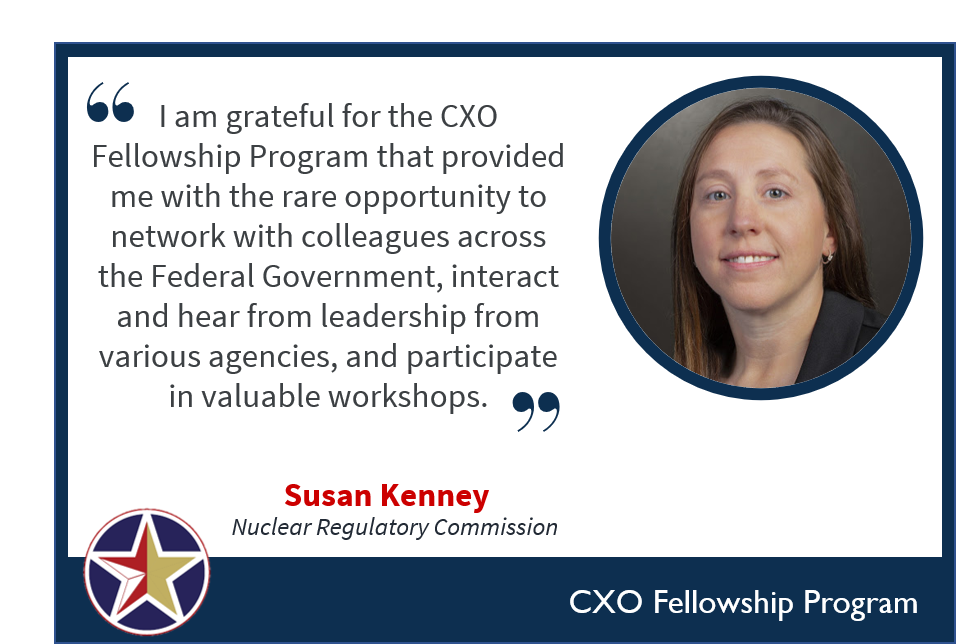 “ I am grateful for the CXO
Fellowship Program that provided
me with the rare opportunity to
network with colleagues across
the Federal Government, interact
and hear from leadership from
various agencies, and participate
in valuable workshops. ”
Susan Kenney
Nuclear Regulatory Commission
CXO Fellowship Program